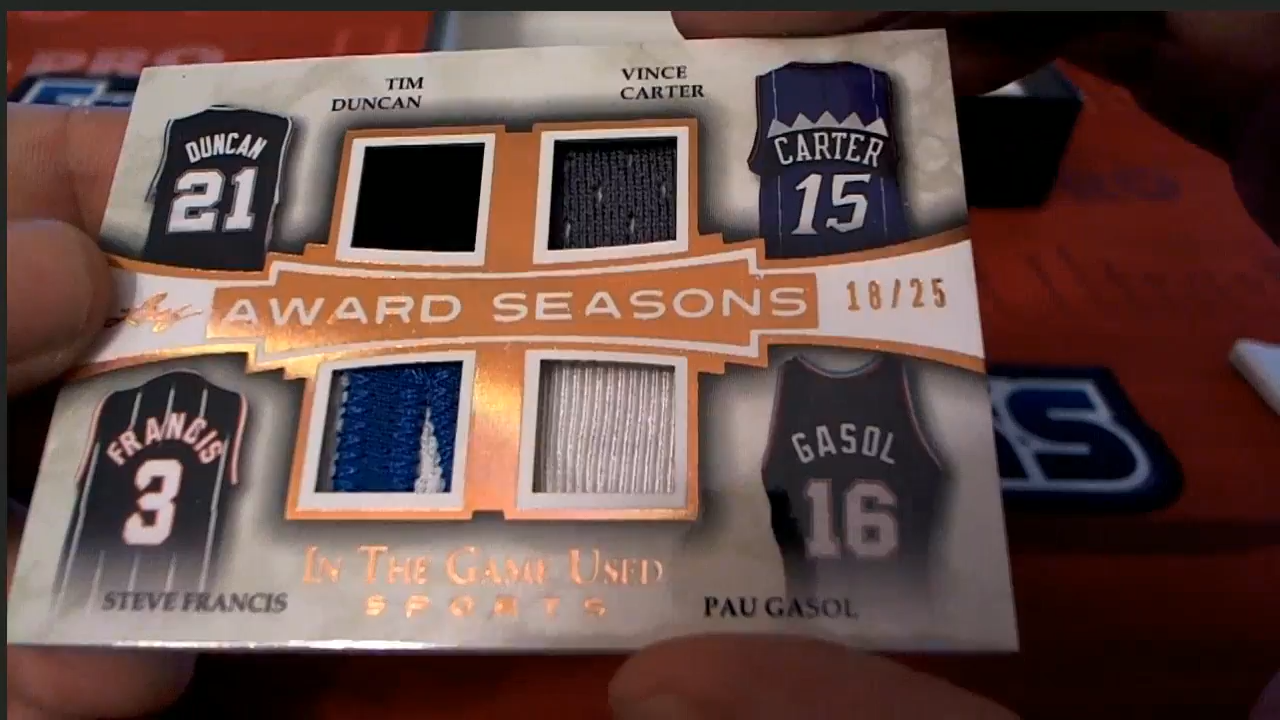 TIM
DUNCAN
VINCE
CARTER
DUNCAN
21
CARTER
15
Leaf
AWARD SEASONS
18/25
FRANCIS
3
GASOL
16
IN THE GAME USED
SPORTS
STEVE FRANCIS
PAU GASOL